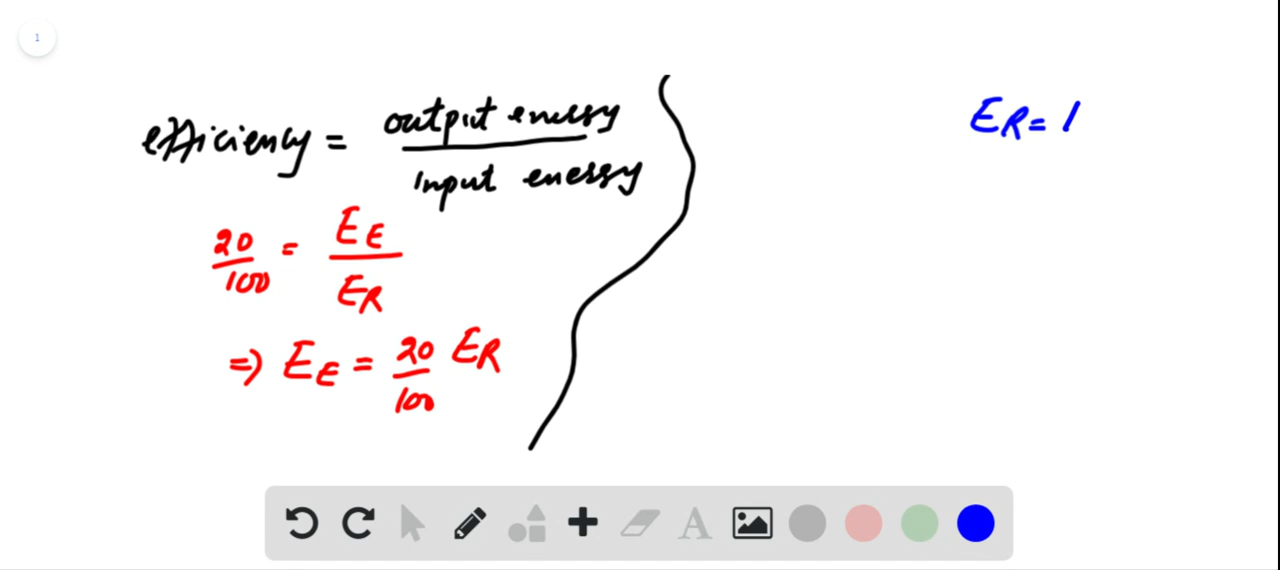 1
efficiency = output energy / input energy
20/100 = E_E / E_R
=> E_E = 20/100 E_R
E_R = 1
A